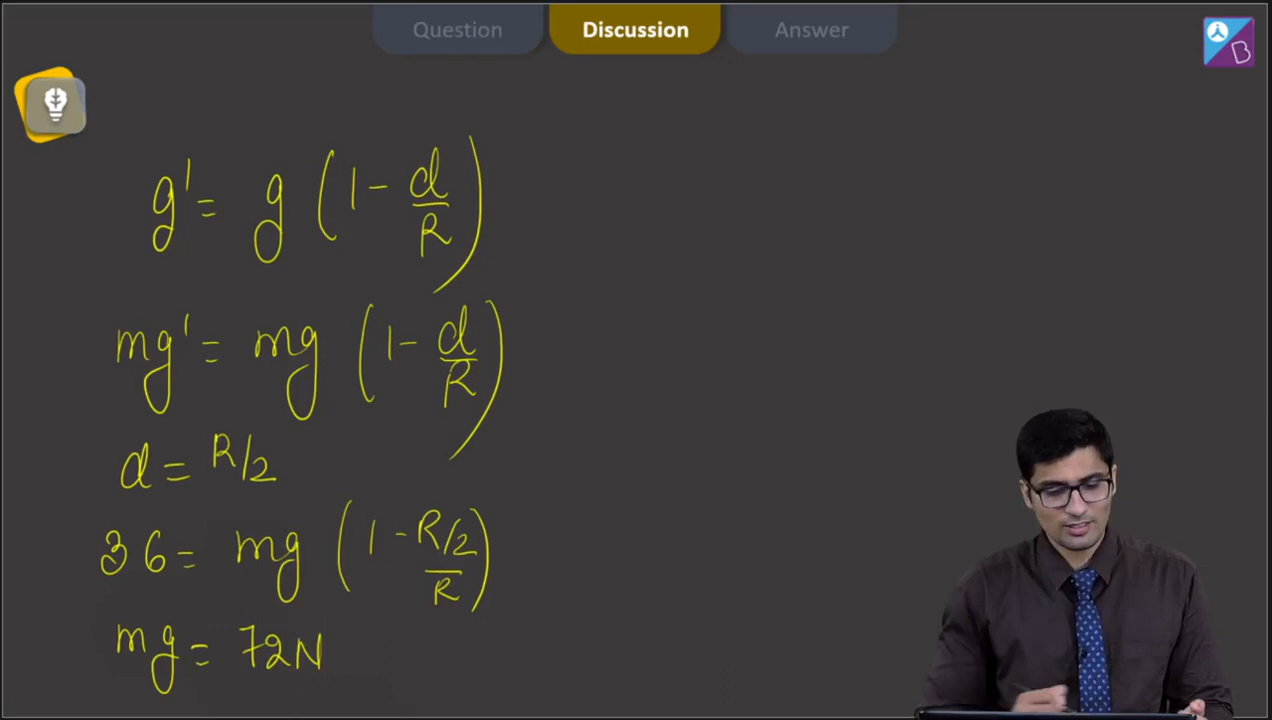 Question Discussion Answer
B
g' = g (1 - d/R)
mg' = mg (1 - d/R)
d = R/2
36 = mg (1 - R/2/R)
mg = 72N